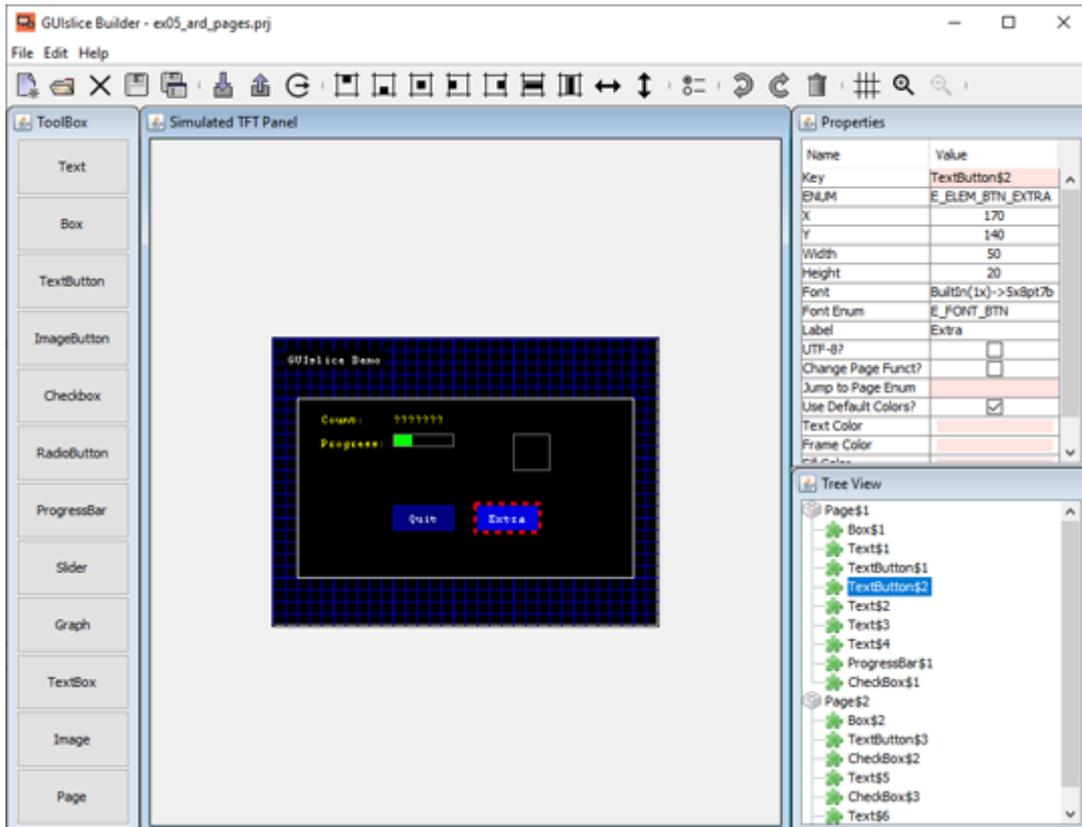 GUIslice Builder - ex05_ard_pages.prj
File Edit Help
ToolBox
Text
Box
TextButton
ImageButton
Checkbox
RadioButton
ProgressBar
Slider
Graph
TextBox
Image
Page
Simulated TFT Panel
GUIslice Demo
Count: ???????
Progress:
Quit Extra
Properties
Name Value
Key TextButton$2
ENUM E_ELEM_BTN_EXTRA
X 170
Y 140
Width 50
Height 20
Font BuiltIn(1x)->5x8pt7b
Font Enum E_FONT_BTN
Label Extra
UTF-8?
Change Page Funct?
Jump to Page Enum
Use Default Colors?
Text Color
Frame Color
Fill Color
Tree View
Page$1
Box$1
Text$1
TextButton$1
TextButton$2
Text$2
Text$3
Text$4
ProgressBar$1
CheckBox$1
Page$2
Box$2
TextButton$3
CheckBox$2
Text$5
CheckBox$3
Text$6